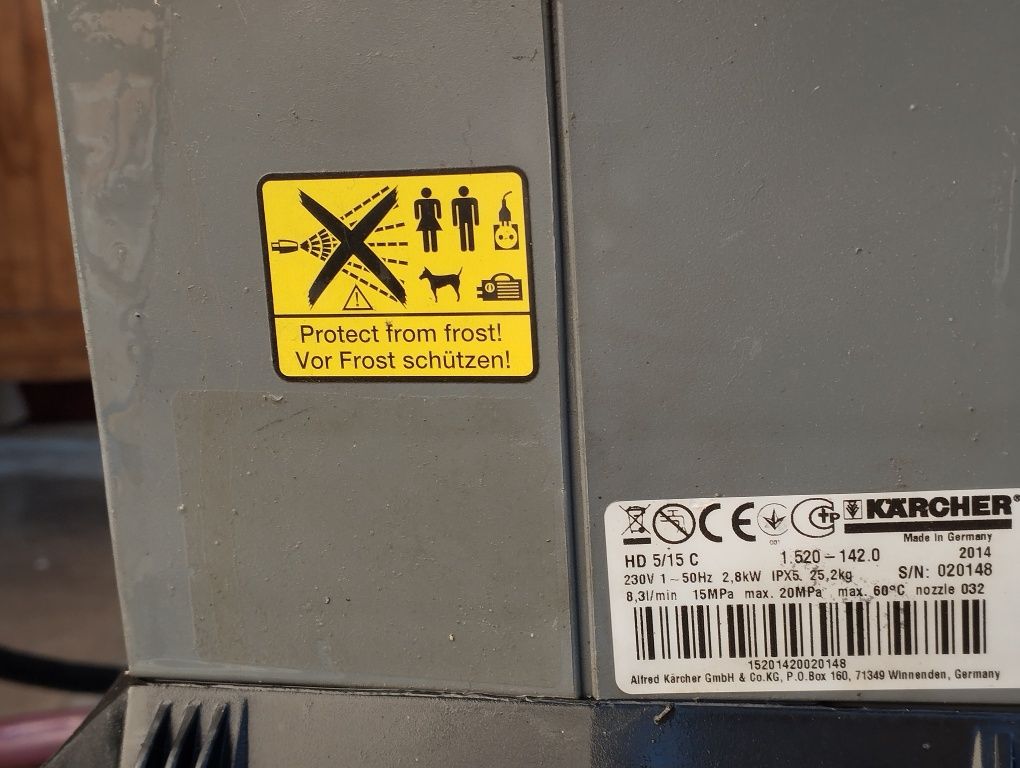 Protect from frost!
Vor Frost schützen!
CE 001 KÄRCHER®
Made in Germany
HD 5/15 C 1.520-142.0 2014
230V 1~50Hz 2,8kW IPX5 25,2kg S/N: 020148
8,3l/min 15MPa max. 20MPa max. 60°C nozzle 032
15201420020148
Alfred Kärcher GmbH & Co.KG, P.O.Box 160, 71349 Winnenden, Germany